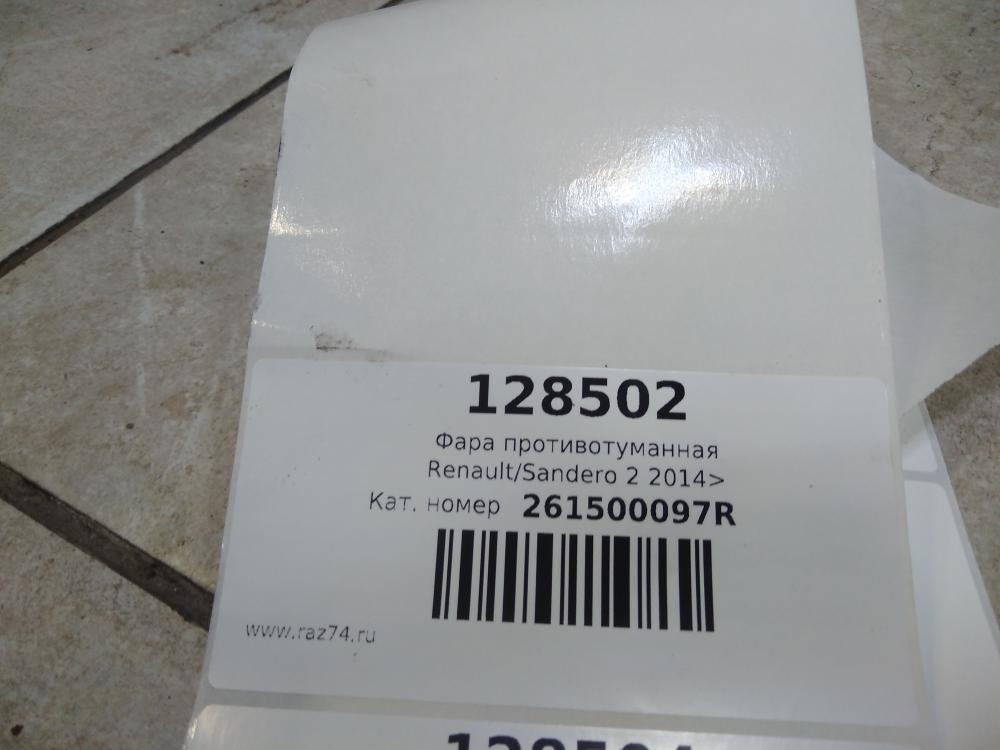 128502
Фара противотуманная
Renault/Sandero 2 2014>
Кат. номер 261500097R
www.raz74.ru